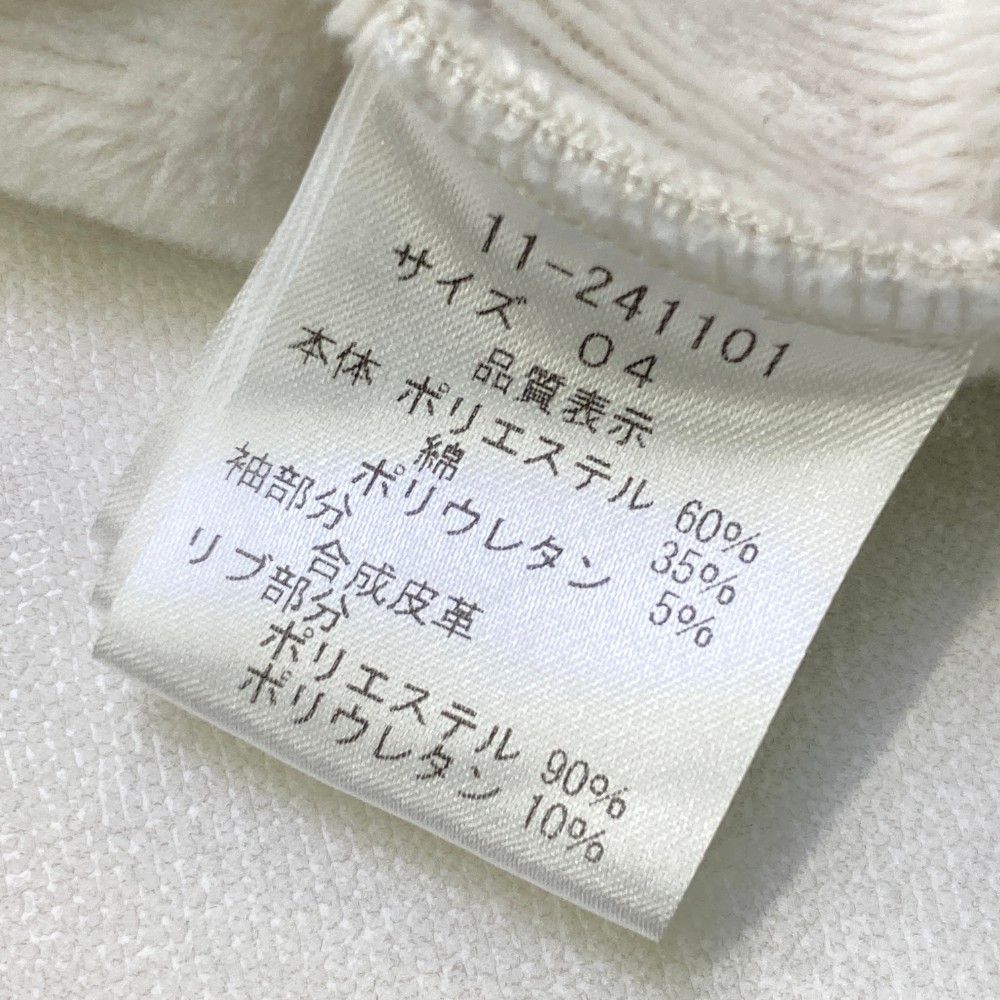 11-241101
サイズ 04
品質表示
本体 ポリエステル 60%
綿 35%
ポリウレタン 5%
袖部分
合成皮革
リブ部分
ポリエステル 90%
ポリウレタン 10%